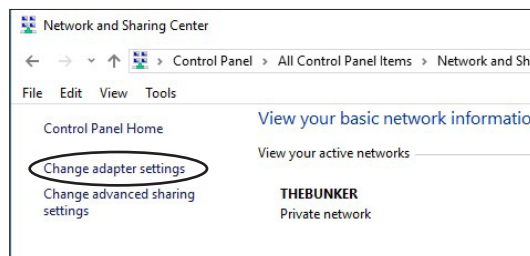 Network and Sharing Center
Control Panel > All Control Panel Items > Network and Sh
File Edit View Tools
Control Panel Home
Change adapter settings
Change advanced sharing
settings
View your basic network informatio
View your active networks
THEBUNKER
Private network